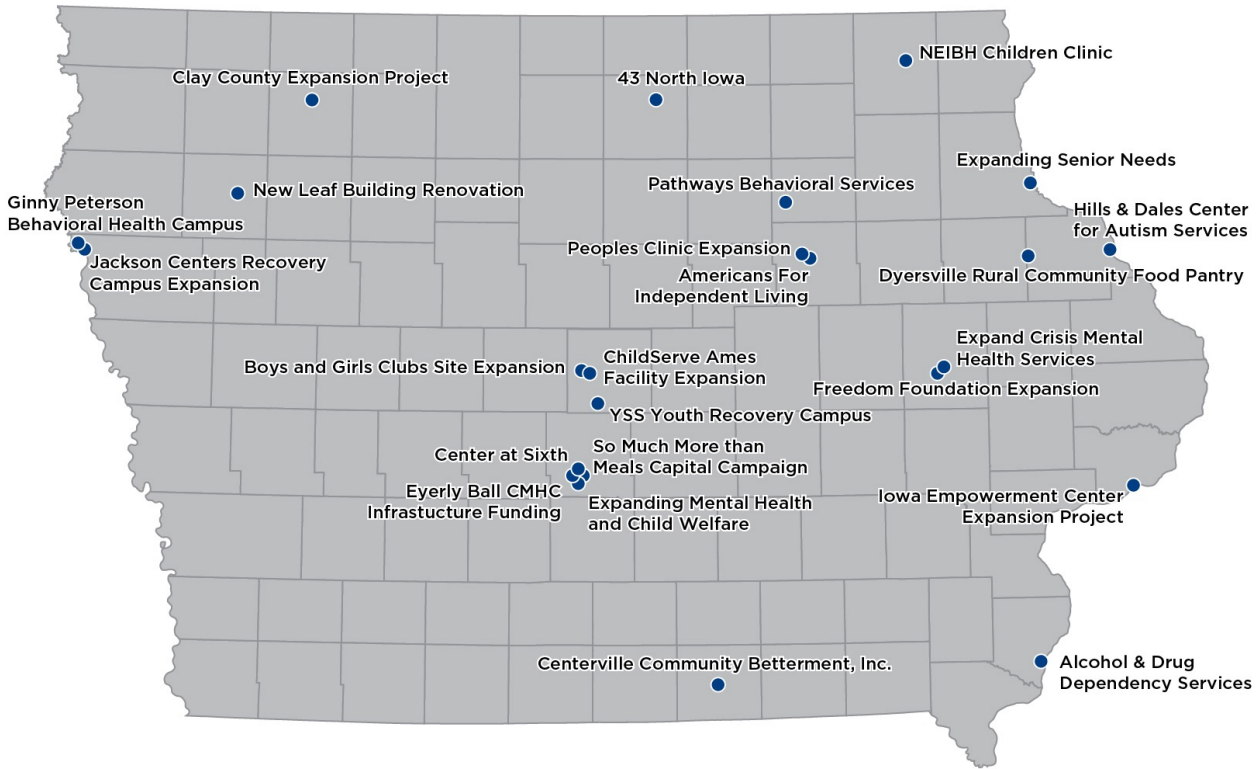 NEIBH Children Clinic
Clay County Expansion Project
43 North Iowa
Expanding Senior Needs
Pathways Behavioral Services
New Leaf Building Renovation
Ginny Peterson
Behavioral Health Campus
Hills & Dales Center
for Autism Services
Peoples Clinic Expansion
Jackson Centers Recovery
Campus Expansion
Americans For
Independent Living
Dyersville Rural Community Food Pantry
Expand Crisis Mental
Health Services
Boys and Girls Clubs Site Expansion
ChildServe Ames
Facility Expansion
Freedom Foundation Expansion
YSS Youth Recovery Campus
Center at Sixth
So Much More than
Meals Capital Campaign
Eyerly Ball CMHC
Infrastucture Funding
Expanding Mental Health
and Child Welfare
Iowa Empowerment Center
Expansion Project
Centerville Community Betterment, Inc.
Alcohol & Drug
Dependency Services